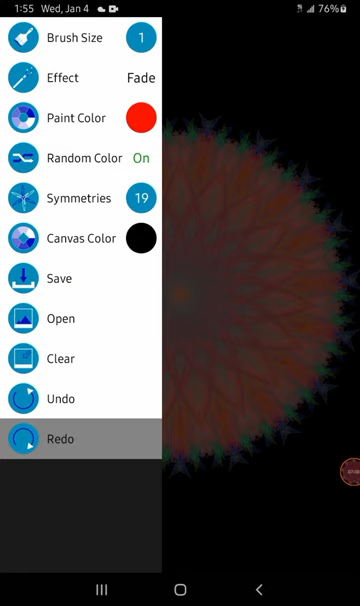 1:55 Wed, Jan 4
76%
Brush Size 1
Effect Fade
Paint Color
Random Color On
Symmetries 19
Canvas Color
Save
Open
Clear
Undo
Redo